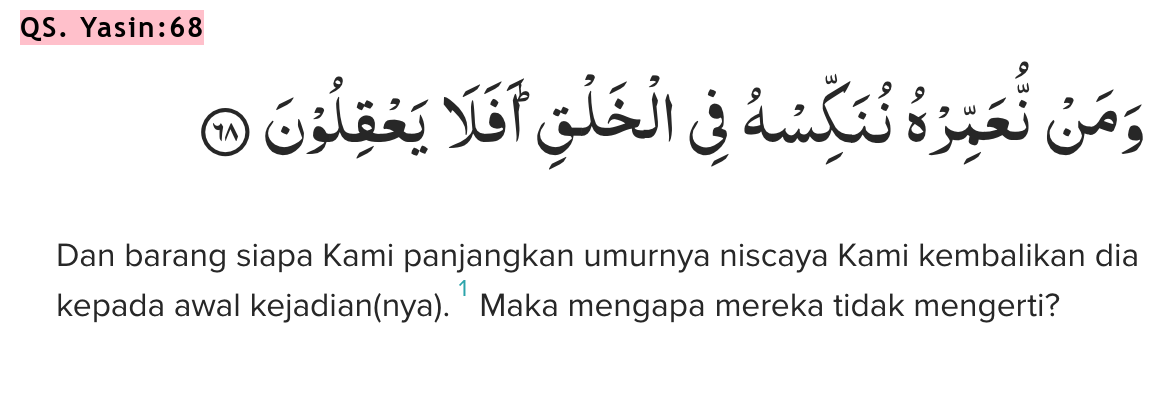 QS. Yasin:68
وَمَنْ نُّعَمِّرْهُ نُنَكِّسْهُ فِى الْخَلْقِۗ اَفَلَا يَعْقِلُوْنَ ٦٨
Dan barang siapa Kami panjangkan umurnya niscaya Kami kembalikan dia
kepada awal kejadian(nya). 1 Maka mengapa mereka tidak mengerti?